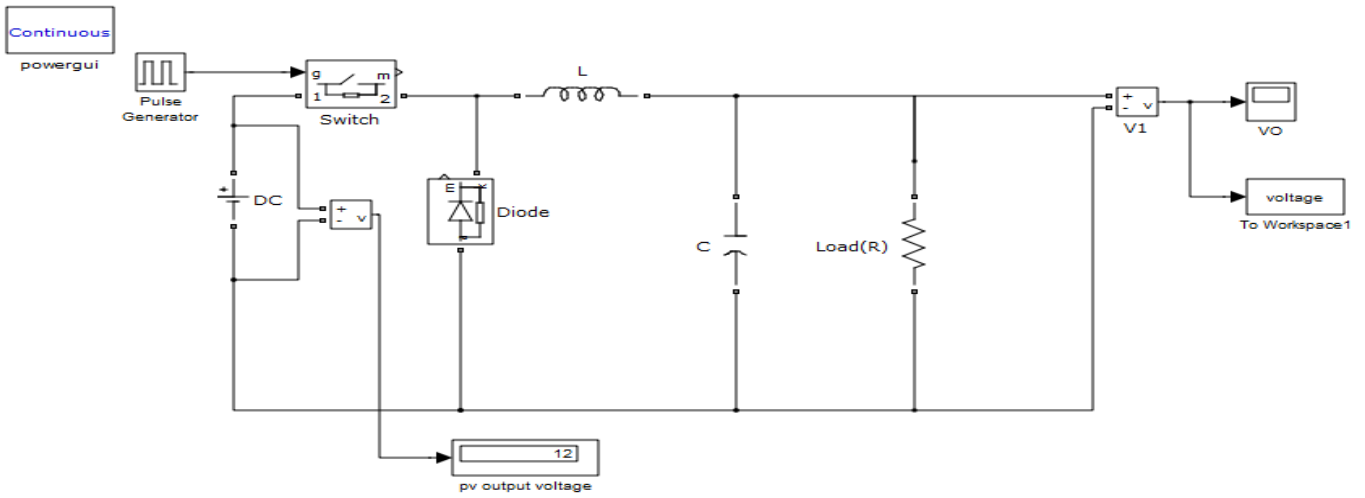 Continuous
powergui
Pulse
Generator
g
m
1
2
Switch
L
+
-
v
V1
VO
DC
+
+
-
v
m
Diode
C
Load(R)
voltage
To Workspace1
12
pv output voltage